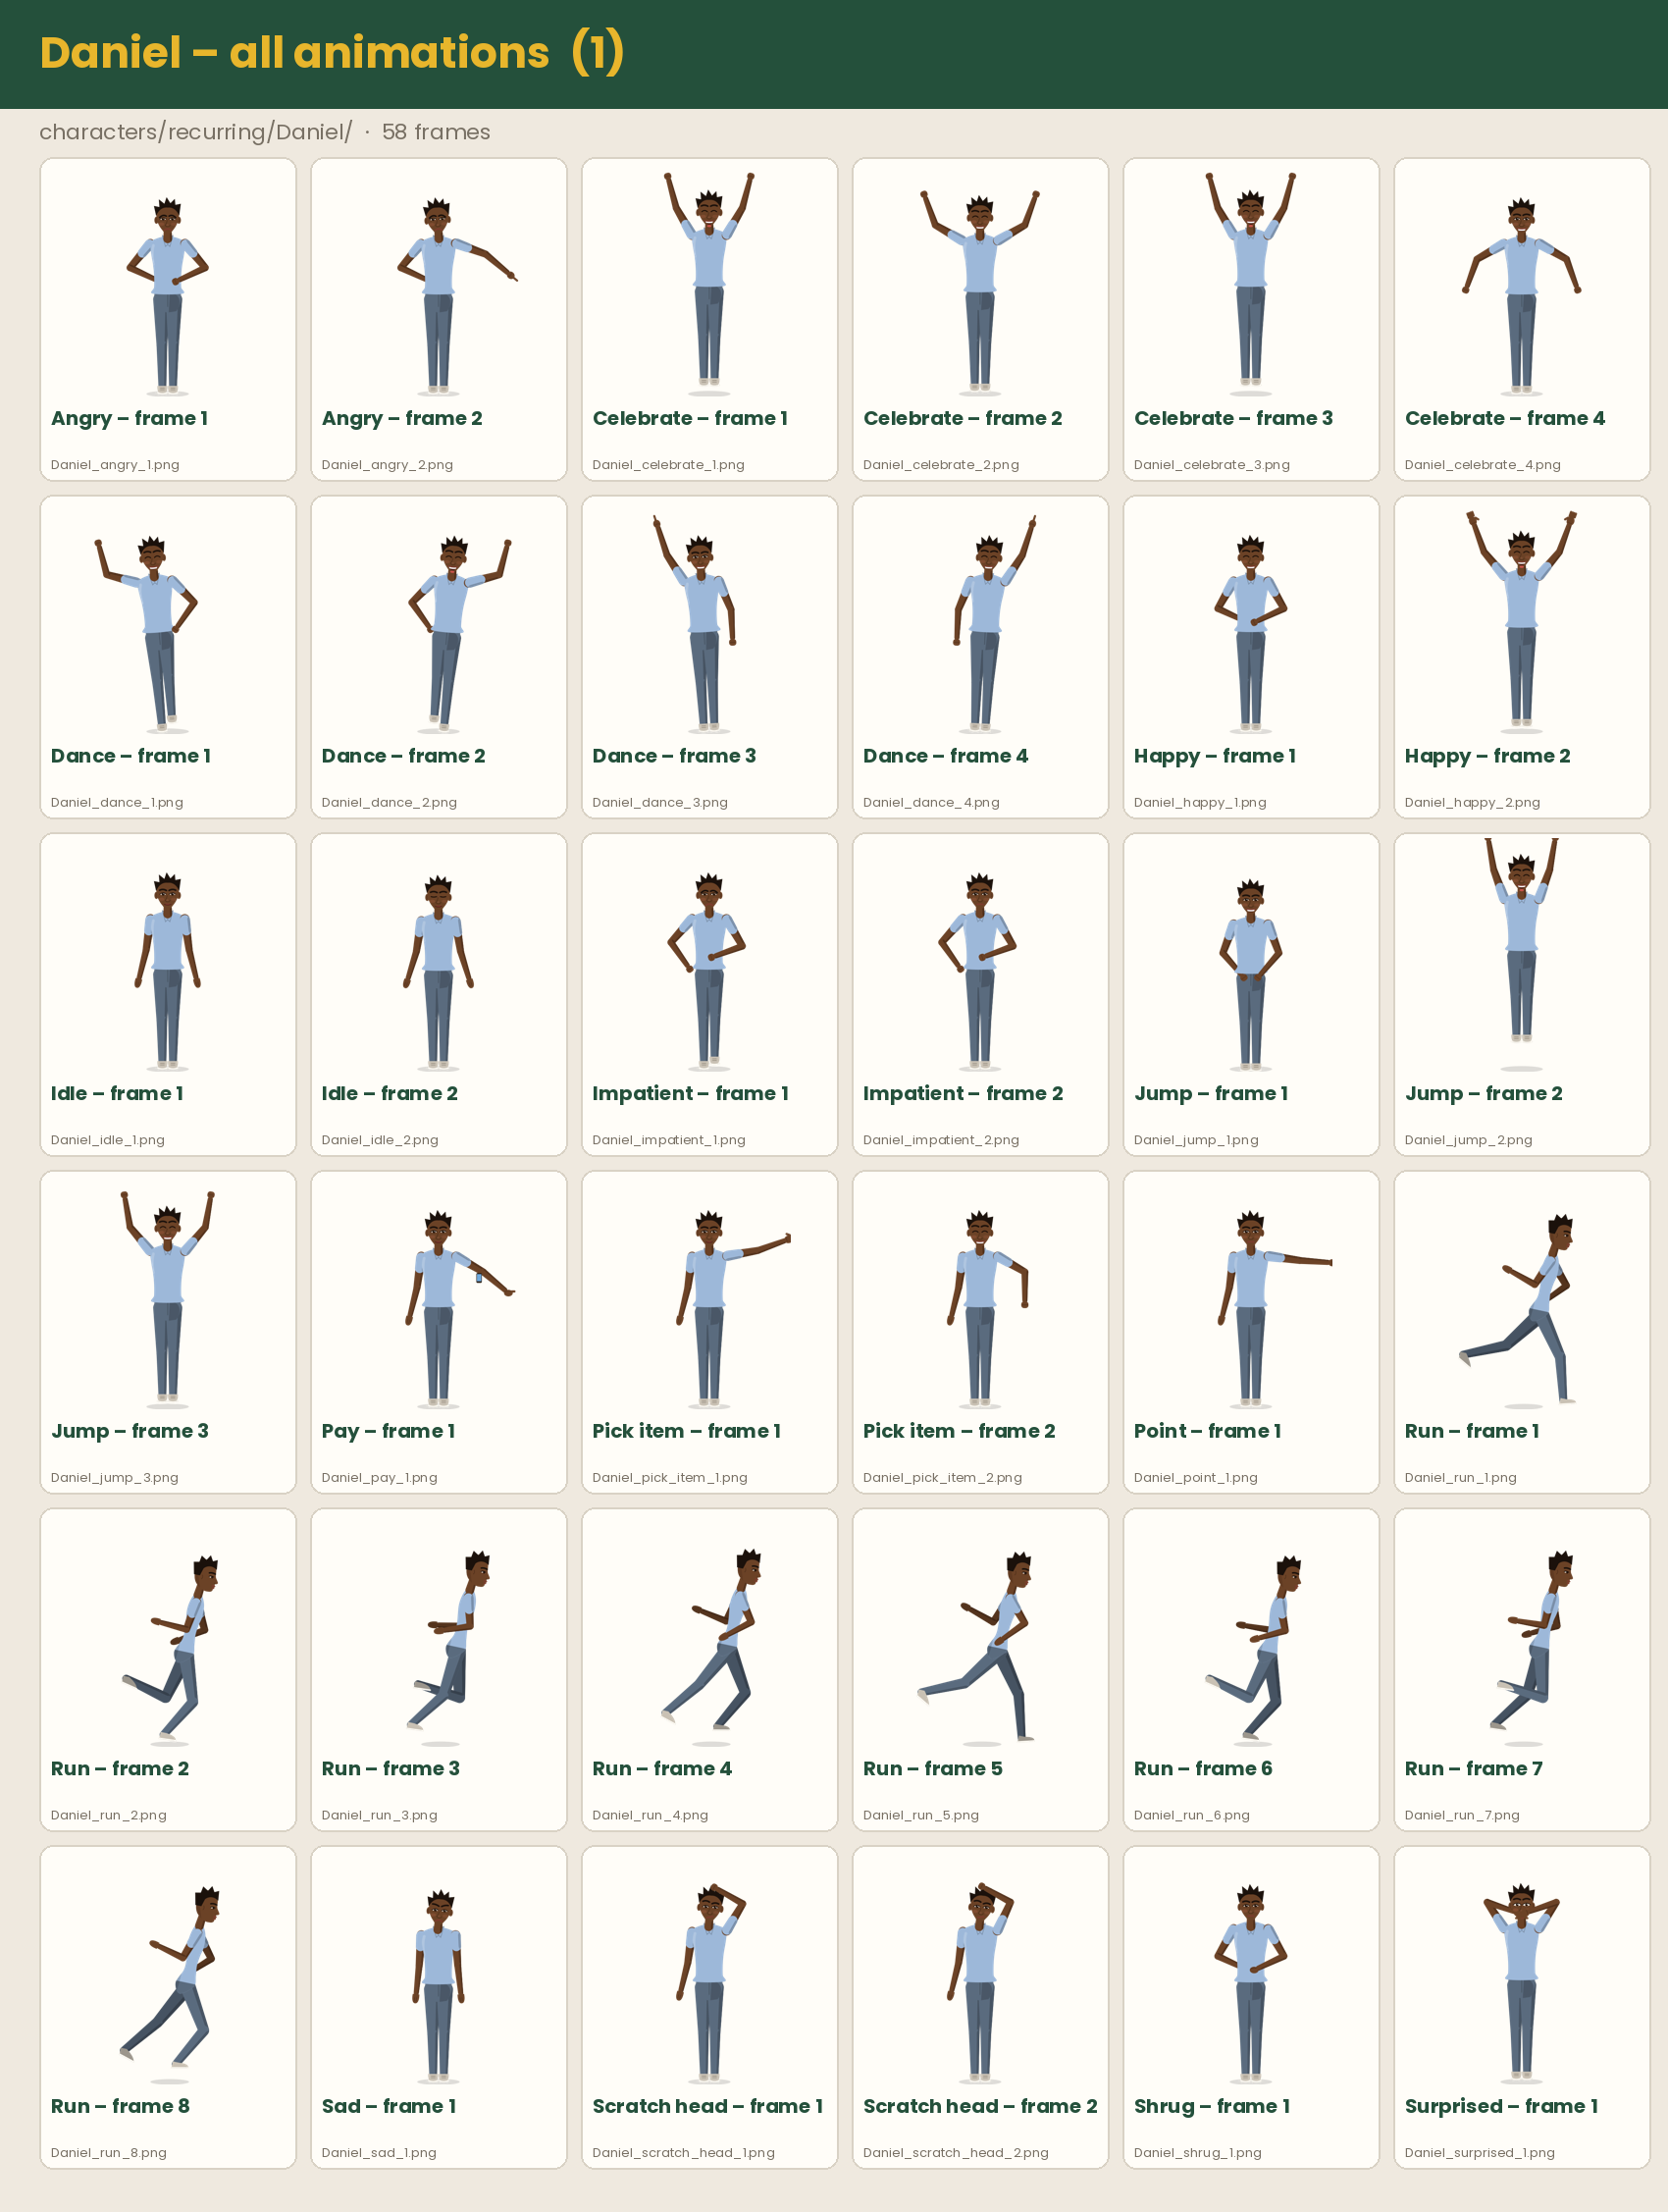 Daniel – all animations (1)
characters/recurring/Daniel/ · 58 frames
Angry – frame 1
Daniel_angry_1.png
Angry – frame 2
Daniel_angry_2.png
Celebrate – frame 1
Daniel_celebrate_1.png
Celebrate – frame 2
Daniel_celebrate_2.png
Celebrate – frame 3
Daniel_celebrate_3.png
Celebrate – frame 4
Daniel_celebrate_4.png
Dance – frame 1
Daniel_dance_1.png
Dance – frame 2
Daniel_dance_2.png
Dance – frame 3
Daniel_dance_3.png
Dance – frame 4
Daniel_dance_4.png
Happy – frame 1
Daniel_happy_1.png
Happy – frame 2
Daniel_happy_2.png
Idle – frame 1
Daniel_idle_1.png
Idle – frame 2
Daniel_idle_2.png
Impatient – frame 1
Daniel_impatient_1.png
Impatient – frame 2
Daniel_impatient_2.png
Jump – frame 1
Daniel_jump_1.png
Jump – frame 2
Daniel_jump_2.png
Jump – frame 3
Daniel_jump_3.png
Pay – frame 1
Daniel_pay_1.png
Pick item – frame 1
Daniel_pick_item_1.png
Pick item – frame 2
Daniel_pick_item_2.png
Point – frame 1
Daniel_point_1.png
Run – frame 1
Daniel_run_1.png
Run – frame 2
Daniel_run_2.png
Run – frame 3
Daniel_run_3.png
Run – frame 4
Daniel_run_4.png
Run – frame 5
Daniel_run_5.png
Run – frame 6
Daniel_run_6.png
Run – frame 7
Daniel_run_7.png
Run – frame 8
Daniel_run_8.png
Sad – frame 1
Daniel_sad_1.png
Scratch head – frame 1
Daniel_scratch_head_1.png
Scratch head – frame 2
Daniel_scratch_head_2.png
Shrug – frame 1
Daniel_shrug_1.png
Surprised – frame 1
Daniel_surprised_1.png